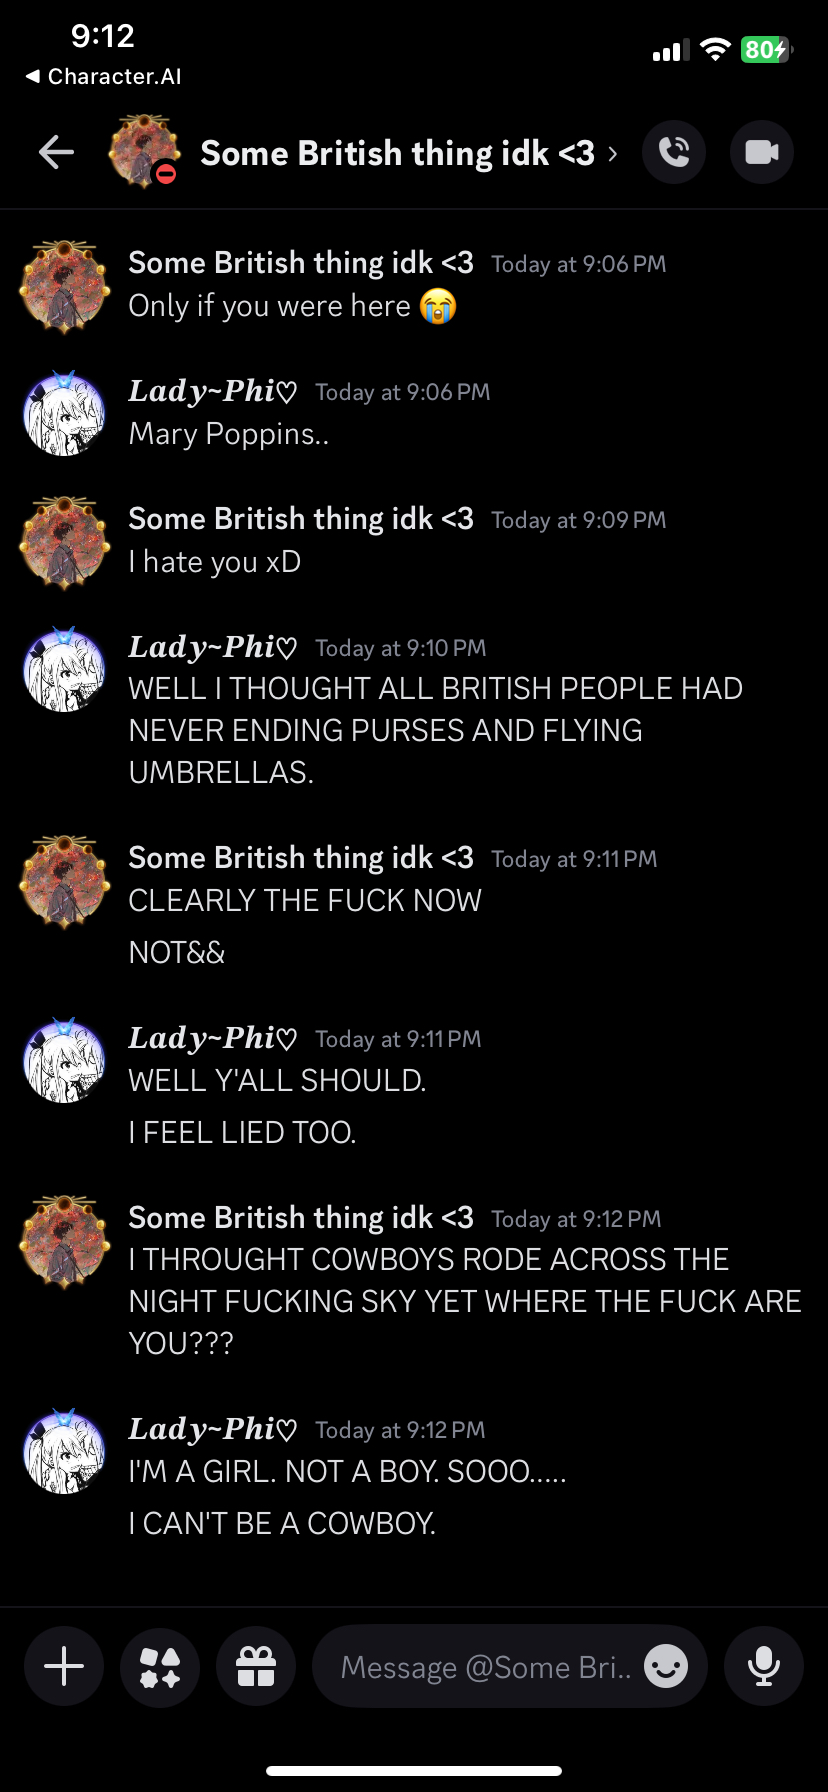 9:12
80
◀ Character.AI
Some British thing idk <3 ›
Some British thing idk <3 Today at 9:06 PM
Only if you were here 😭
Lady~Phi♡ Today at 9:06 PM
Mary Poppins..
Some British thing idk <3 Today at 9:09 PM
I hate you xD
Lady~Phi♡ Today at 9:10 PM
WELL I THOUGHT ALL BRITISH PEOPLE HAD
NEVER ENDING PURSES AND FLYING
UMBRELLAS.
Some British thing idk <3 Today at 9:11 PM
CLEARLY THE FUCK NOW
NOT&&
Lady~Phi♡ Today at 9:11 PM
WELL Y'ALL SHOULD.
I FEEL LIED TOO.
Some British thing idk <3 Today at 9:12 PM
I THROUGHT COWBOYS RODE ACROSS THE
NIGHT FUCKING SKY YET WHERE THE FUCK ARE
YOU???
Lady~Phi♡ Today at 9:12 PM
I'M A GIRL. NOT A BOY. SOOO.....
I CAN'T BE A COWBOY.
Message @Some Bri..